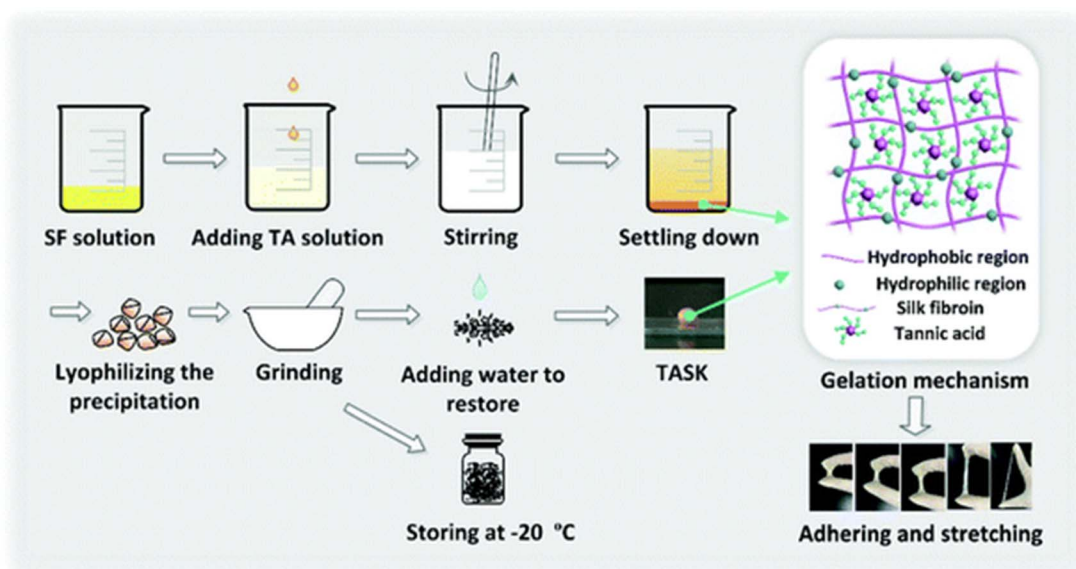 SF solution
Adding TA solution
Stirring
Settling down
Hydrophobic region
Hydrophilic region
Silk fibroin
Tannic acid
Lyophilizing the
precipitation
Grinding
Adding water to
restore
TASK
Gelation mechanism
Storing at -20 °C
Adhering and stretching